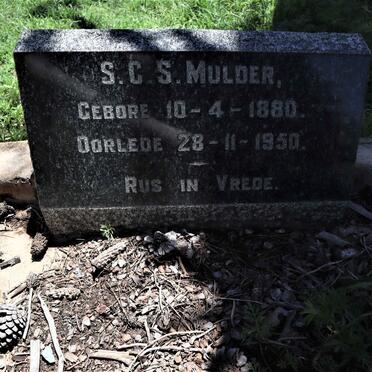 S. C. S. MULDER,
GEBORE 10-4-1880.
OORLEDE 28-11-1950.
RUS IN VREDE.